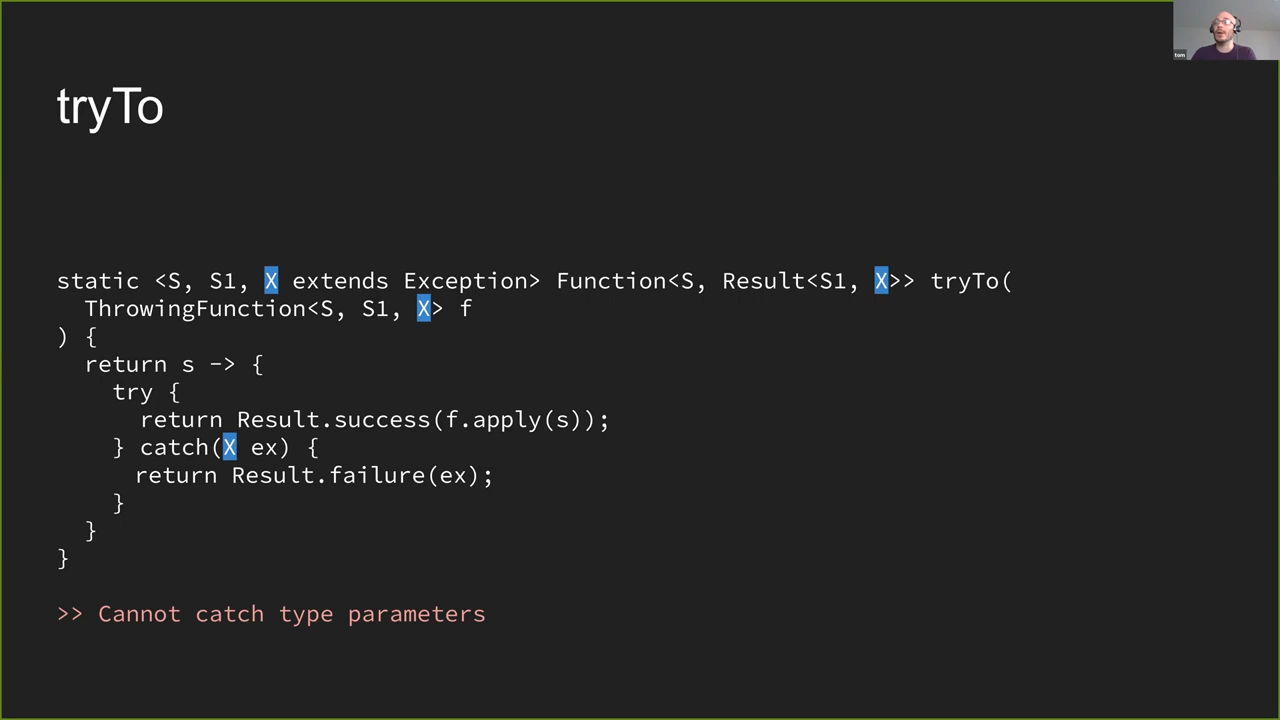 tom
tryTo
static <S, S1, X extends Exception> Function<S, Result<S1, X>> tryTo(
  ThrowingFunction<S, S1, X> f
) {
  return s -> {
    try {
      return Result.success(f.apply(s));
    } catch(X ex) {
      return Result.failure(ex);
    }
  }
}
>> Cannot catch type parameters